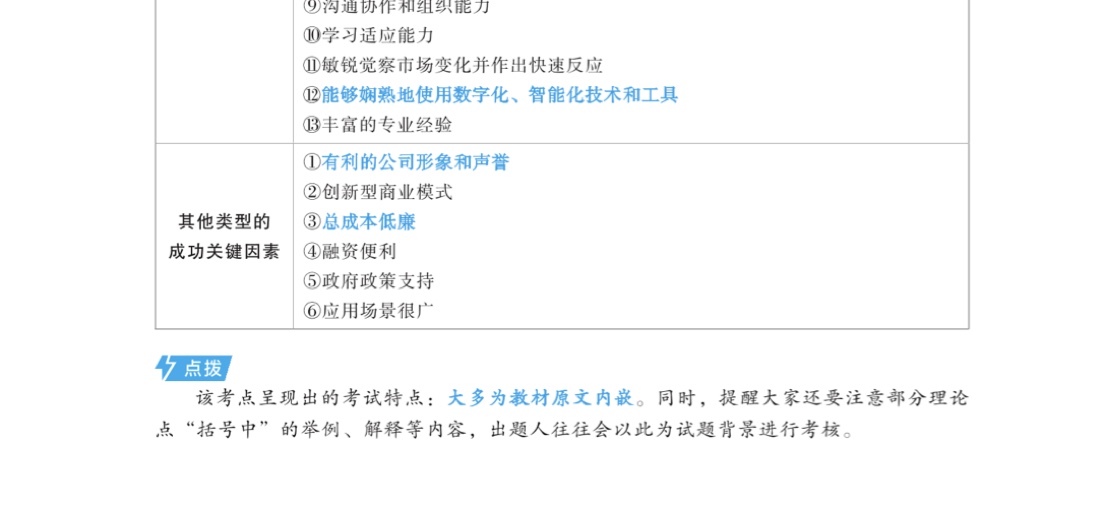 ⑨沟通协作和组织能力
⑩学习适应能力
⑪敏锐觉察市场变化并作出快速反应
⑫能够娴熟地使用数字化、智能化技术和工具
⑬丰富的专业经验
其他类型的
成功关键因素
①有利的公司形象和声誉
②创新型商业模式
③总成本低廉
④融资便利
⑤政府政策支持
⑥应用场景很广
点拨
该考点呈现出的考试特点：大多为教材原文内嵌。同时，提醒大家还要注意部分理论
点“括号中”的举例、解释等内容，出题人往往会以此为试题背景进行考核。